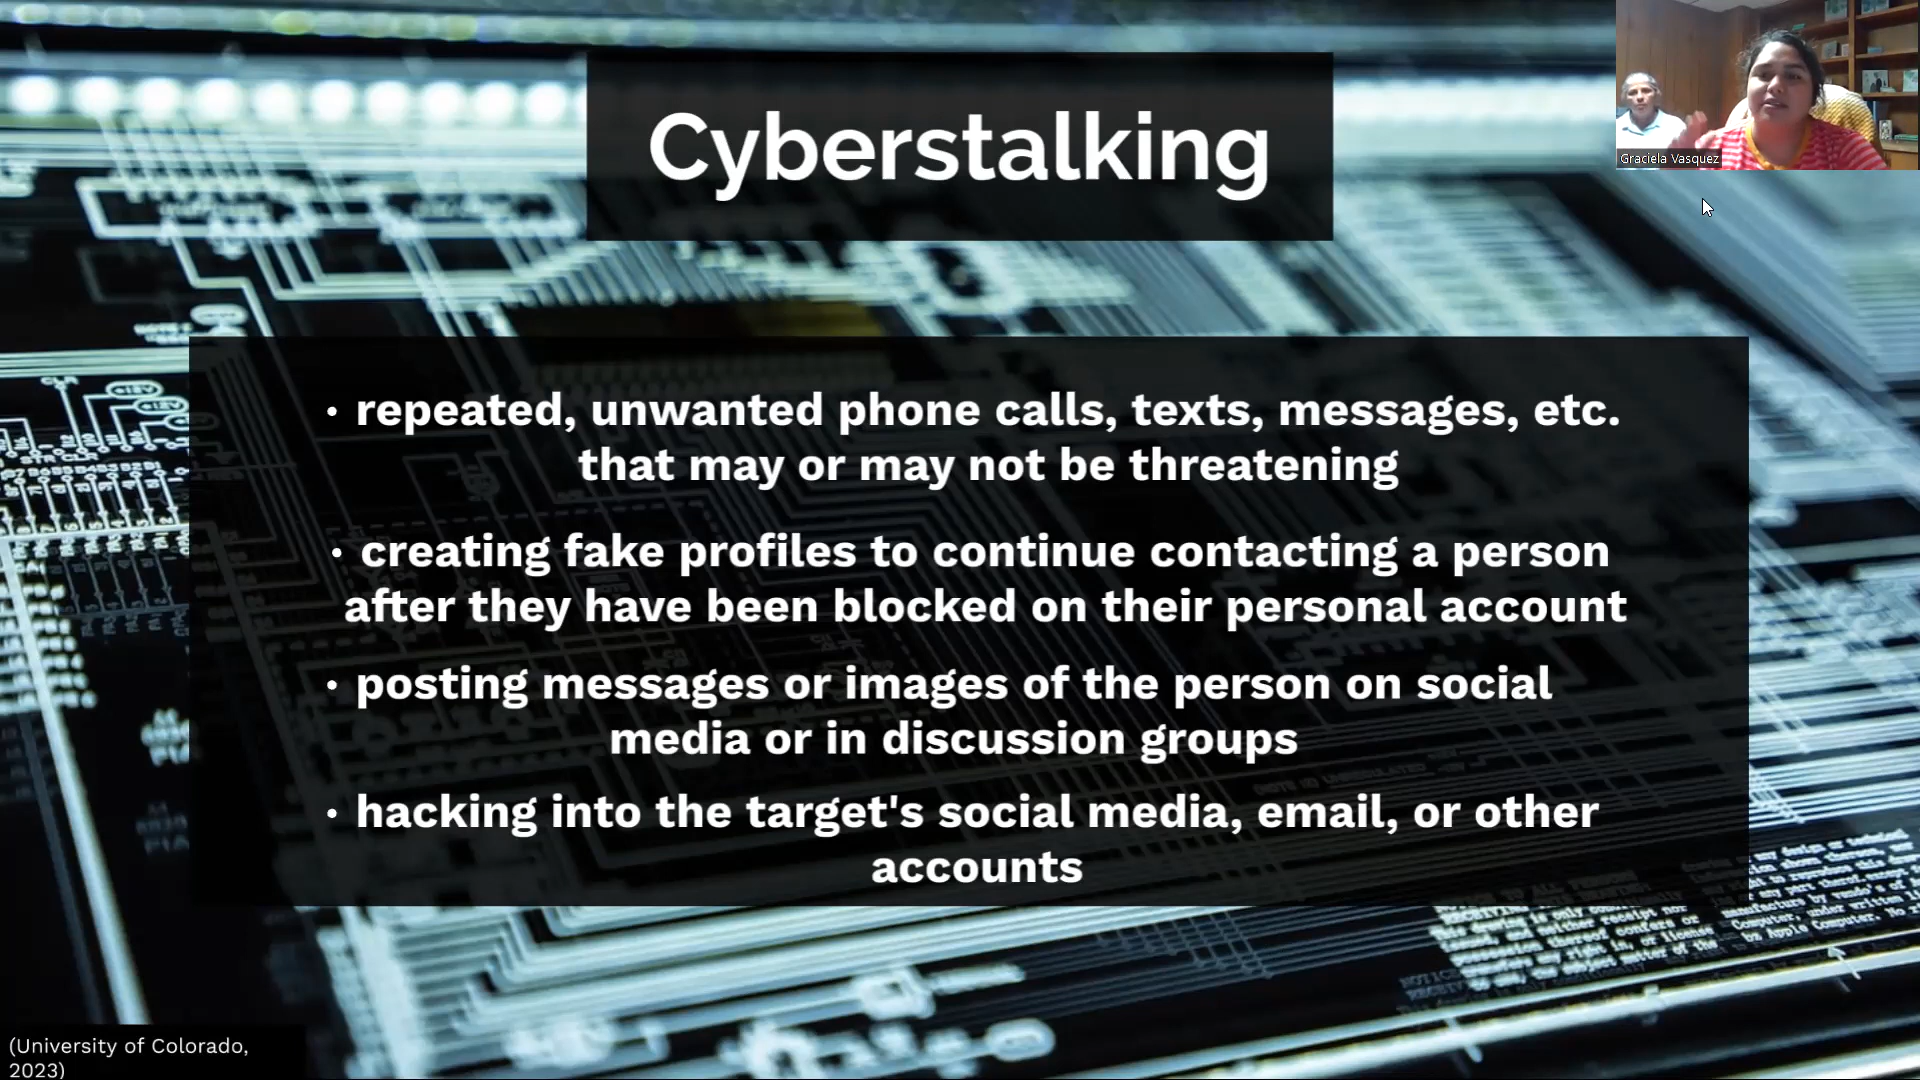 Cyberstalking
Graciela Vasquez
• repeated, unwanted phone calls, texts, messages, etc.
that may or may not be threatening
• creating fake profiles to continue contacting a person
after they have been blocked on their personal account
• posting messages or images of the person on social
media or in discussion groups
• hacking into the target's social media, email, or other
accounts
(University of Colorado,
2023)